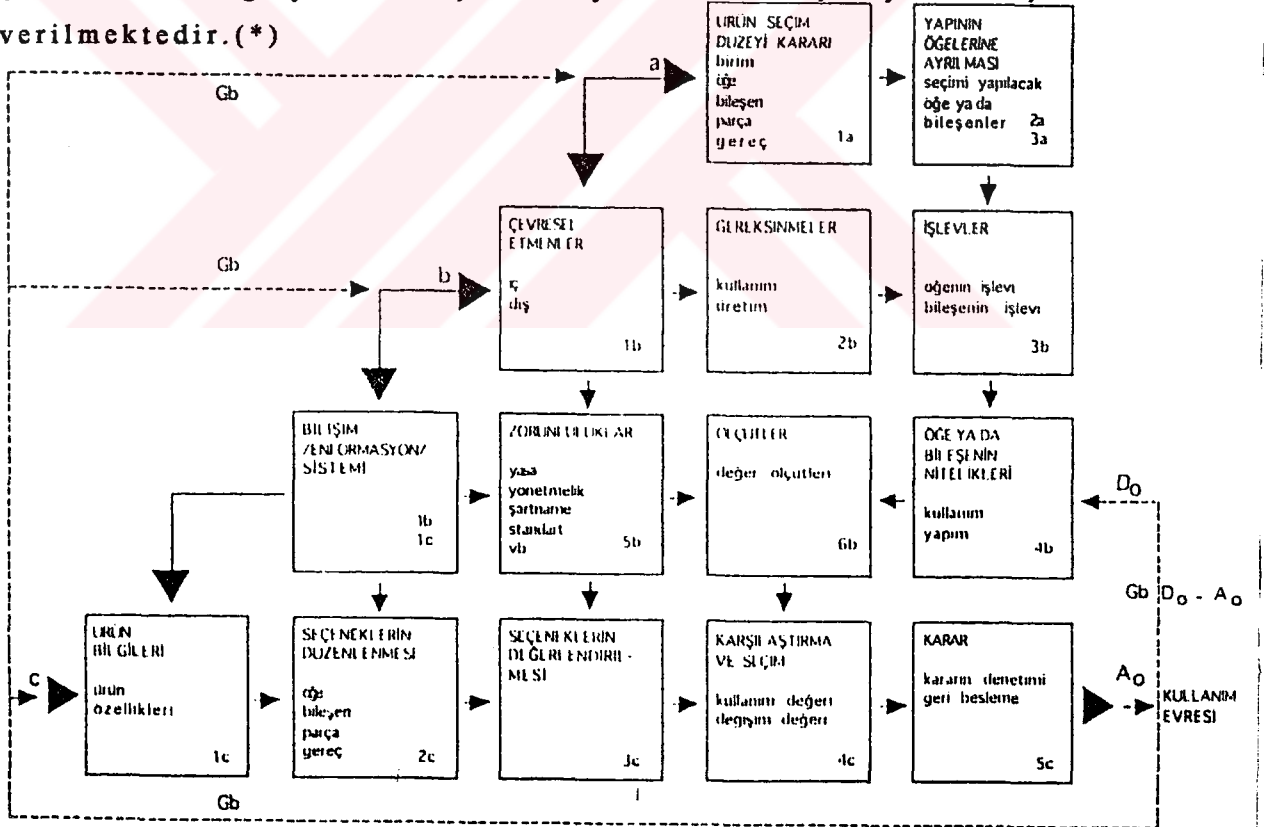 verilmektedir.(*)
Gb
a
ÜRÜN SEÇİM
DÜZEYİ KARARI
birim
öğe
bileşen
parça
gereç
1a
YAPININ
ÖGELERİNE
AYRILMASI
seçimi yapılacak
öğe ya da
bileşenler 2a
3a
Gb
b
ÇEVRESEL
ETMENLER
iç
dış
1b
GEREKSİNMELER
kullanım
üretim
2b
İŞLEVLER
öğenin işlevi
bileşenin işlevi
3b
BİLİŞİM
/ENFORMASYON/
SİSTEMİ
1b
1c
ZORUNLULUKLAR
yasa
yönetmelik
şartname
standart
vb 5b
ÖLÇÜTLER
değer ölçütleri
6b
ÖĞE YA DA
BİLEŞENİN
NİTELİKLERİ
kullanım
yapım
4b
Do
Gb Do - Ao
c
ÜRÜN
BİLGİLERİ
ürün
özellikleri
1c
SEÇENEKLERİN
DÜZENLENMESİ
öğe
bileşen
parça
gereç 2c
SEÇENEKLERİN
DEĞERLENDİRİL-
MESİ
3c
KARŞILAŞTIRMA
VE SEÇİM
kullanım değeri
değişim değeri
4c
KARAR
kararın denetimi
geri besleme
5c
Ao
KULLANIM
EVRESİ
Gb